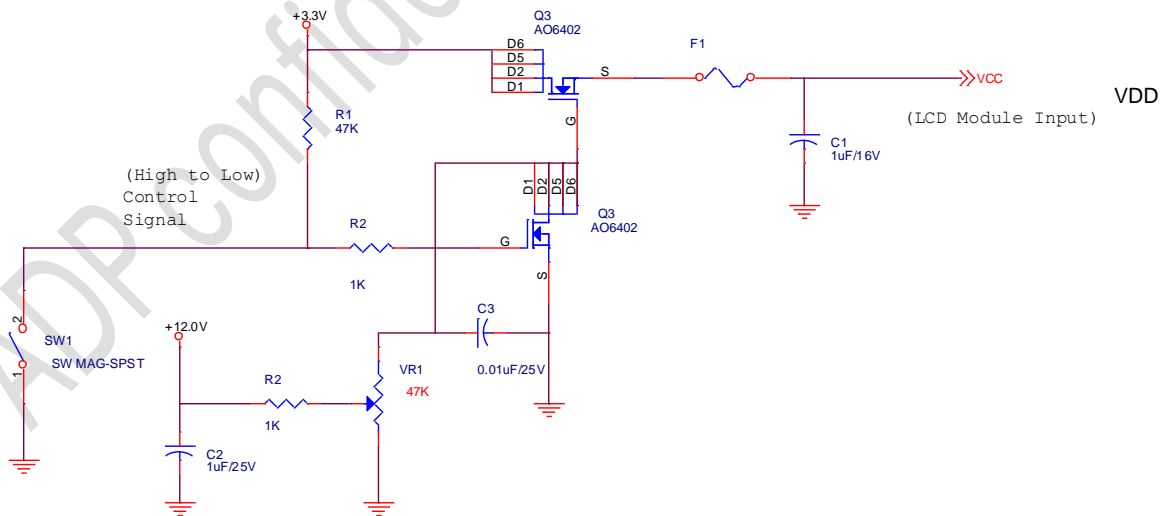 ADP confid
+3.3V
Q3
AO6402
D6
D5
D2
D1
S
G
F1
VCC
VDD
(LCD Module Input)
C1
1uF/16V
R1
47K
(High to Low)
Control
Signal
D1
D2
D5
D6
Q3
AO6402
R2
1K
G
S
2
1
SW1
SW MAG-SPST
+12.0V
C3
0.01uF/25V
VR1
47K
R2
1K
C2
1uF/25V